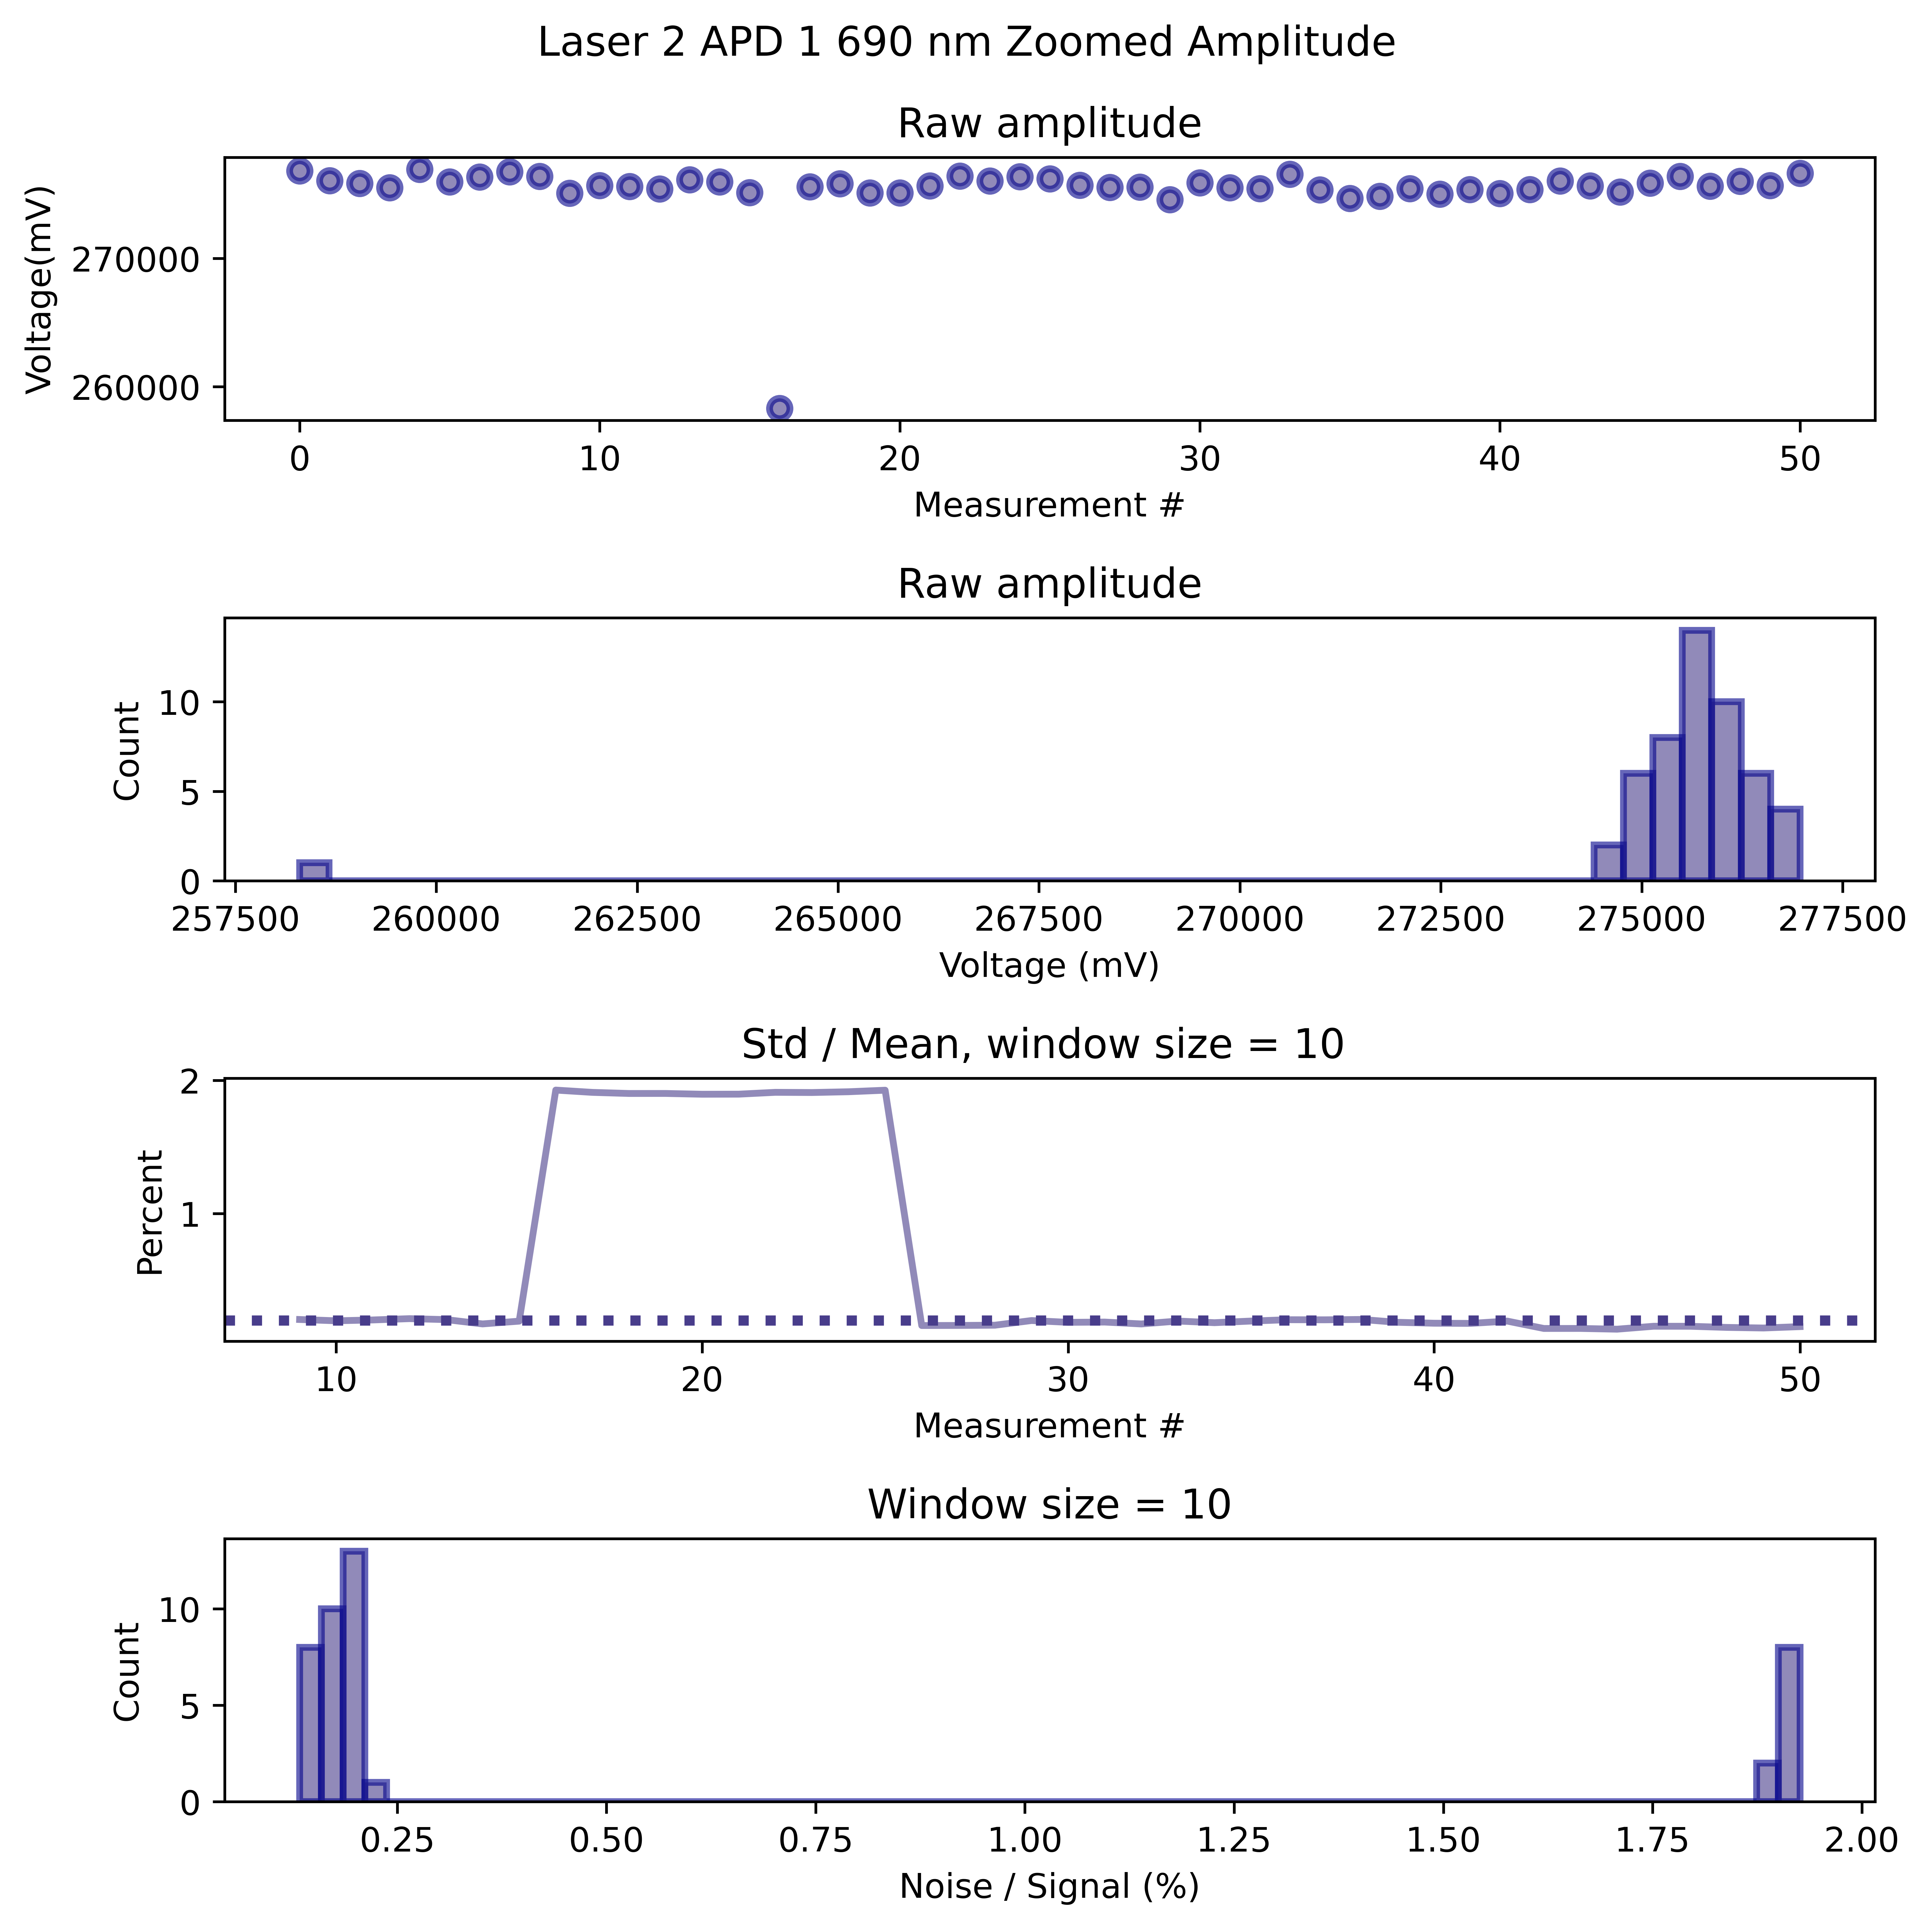 Laser 2 APD 1 690 nm Zoomed Amplitude
Raw amplitude
Voltage(mV)
270000
260000
0 10 20 30 40 50
Measurement #
Raw amplitude
Count
10
5
0
257500 260000 262500 265000 267500 270000 272500 275000 277500
Voltage (mV)
Std / Mean, window size = 10
Percent
2
1
10 20 30 40 50
Measurement #
Window size = 10
Count
10
5
0
0.25 0.50 0.75 1.00 1.25 1.50 1.75 2.00
Noise / Signal (%)